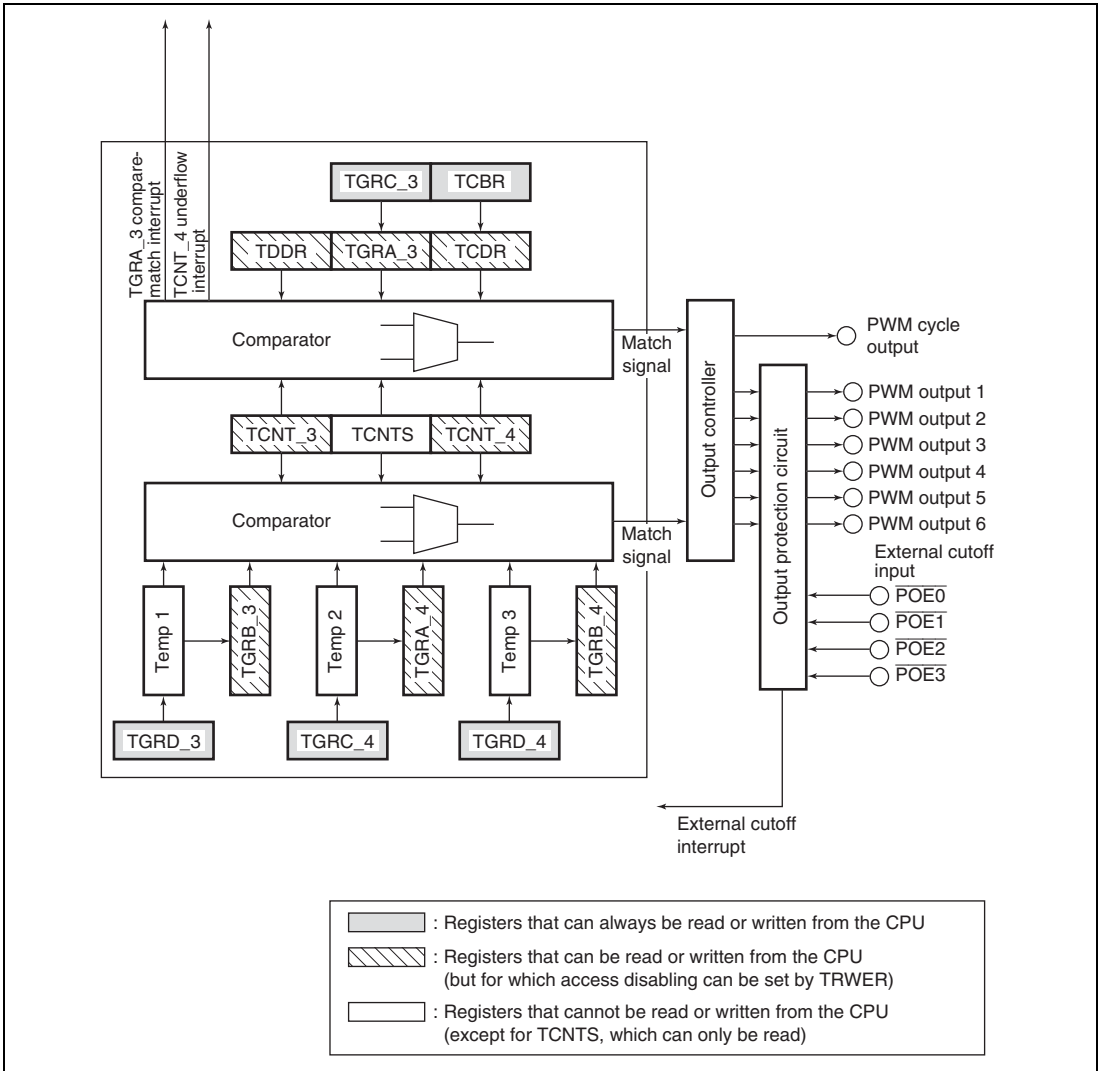 TGRA_3 compare-
match interrupt
TCNT_4 underflow
interrupt
TGRC_3
TCBR
TDDR
TGRA_3
TCDR
Comparator
Match
signal
Output controller
PWM cycle
output
Output protection circuit
PWM output 1
PWM output 2
PWM output 3
PWM output 4
PWM output 5
PWM output 6
TCNT_3
TCNTS
TCNT_4
Comparator
Match
signal
External cutoff
input
POE0
POE1
POE2
POE3
Temp 1
TGRB_3
Temp 2
TGRA_4
Temp 3
TGRB_4
TGRD_3
TGRC_4
TGRD_4
External cutoff
interrupt
: Registers that can always be read or written from the CPU
: Registers that can be read or written from the CPU
(but for which access disabling can be set by TRWER)
: Registers that cannot be read or written from the CPU
(except for TCNTS, which can only be read)